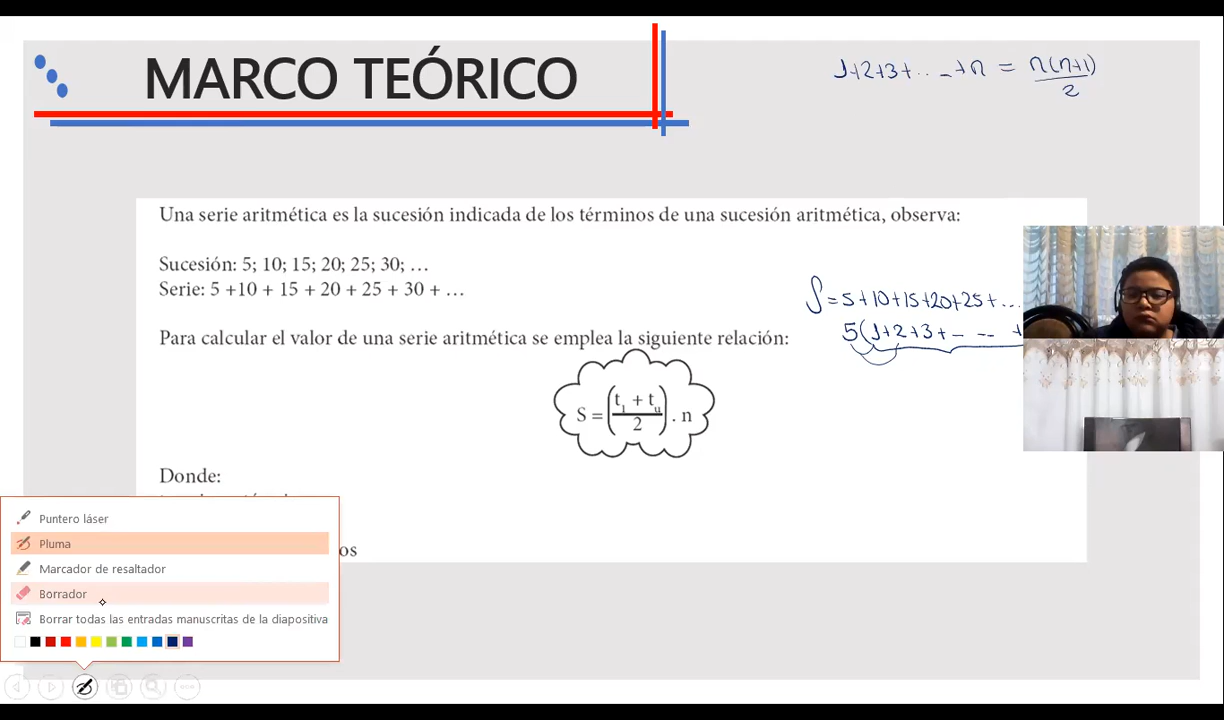 MARCO TEÓRICO
1+2+3+... - +n = n(n+1)/2
Una serie aritmética es la sucesión indicada de los términos de una sucesión aritmética, observa:
Sucesión: 5; 10; 15; 20; 25; 30; ...
Serie: 5 +10 + 15 + 20 + 25 + 30 + ...
S=5+10+15+20+25+...
5(1+2+3+- -- +
Para calcular el valor de una serie aritmética se emplea la siguiente relación:
S = (t₁ + tᵤ / 2) . n
Donde:
os
Puntero láser
Pluma
Marcador de resaltador
Borrador
Borrar todas las entradas manuscritas de la diapositiva